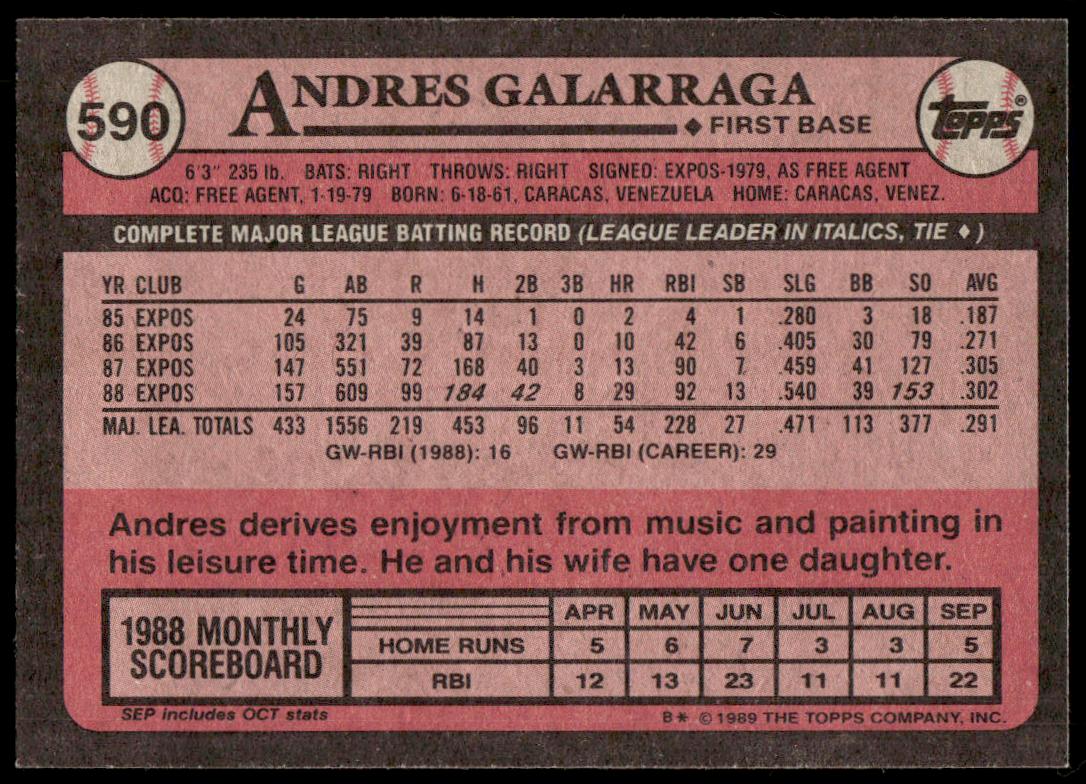 590
ANDRES GALARRAGA
◆ FIRST BASE
Topps®
6'3" 235 lb. BATS: RIGHT THROWS: RIGHT SIGNED: EXPOS-1979, AS FREE AGENT
ACQ: FREE AGENT, 1-19-79 BORN: 6-18-61, CARACAS, VENEZUELA HOME: CARACAS, VENEZ.
COMPLETE MAJOR LEAGUE BATTING RECORD (LEAGUE LEADER IN ITALICS, TIE ♦)
YR CLUB G AB R H 2B 3B HR RBI SB SLG BB SO AVG
85 EXPOS 24 75 9 14 1 0 2 4 1 .280 3 18 .187
86 EXPOS 105 321 39 87 13 0 10 42 6 .405 30 79 .271
87 EXPOS 147 551 72 168 40 3 13 90 7 .459 41 127 .305
88 EXPOS 157 609 99 184 42 8 29 92 13 .540 39 153 .302
MAJ. LEA. TOTALS 433 1556 219 453 96 11 54 228 27 .471 113 377 .291
GW-RBI (1988): 16 GW-RBI (CAREER): 29
Andres derives enjoyment from music and painting in
his leisure time. He and his wife have one daughter.
1988 MONTHLY
SCOREBOARD
APR MAY JUN JUL AUG SEP
HOME RUNS 5 6 7 3 3 5
RBI 12 13 23 11 11 22
SEP includes OCT stats
B* © 1989 THE TOPPS COMPANY, INC.